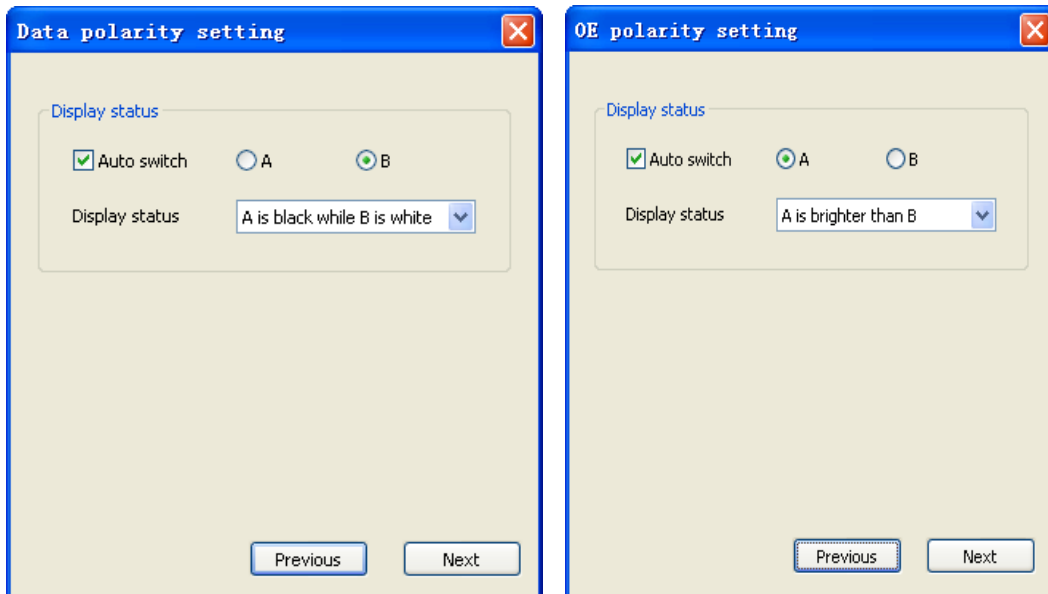 Data polarity setting
Display status
Auto switch A B
Display status A is black while B is white
Previous Next
OE polarity setting
Display status
Auto switch A B
Display status A is brighter than B
Previous Next